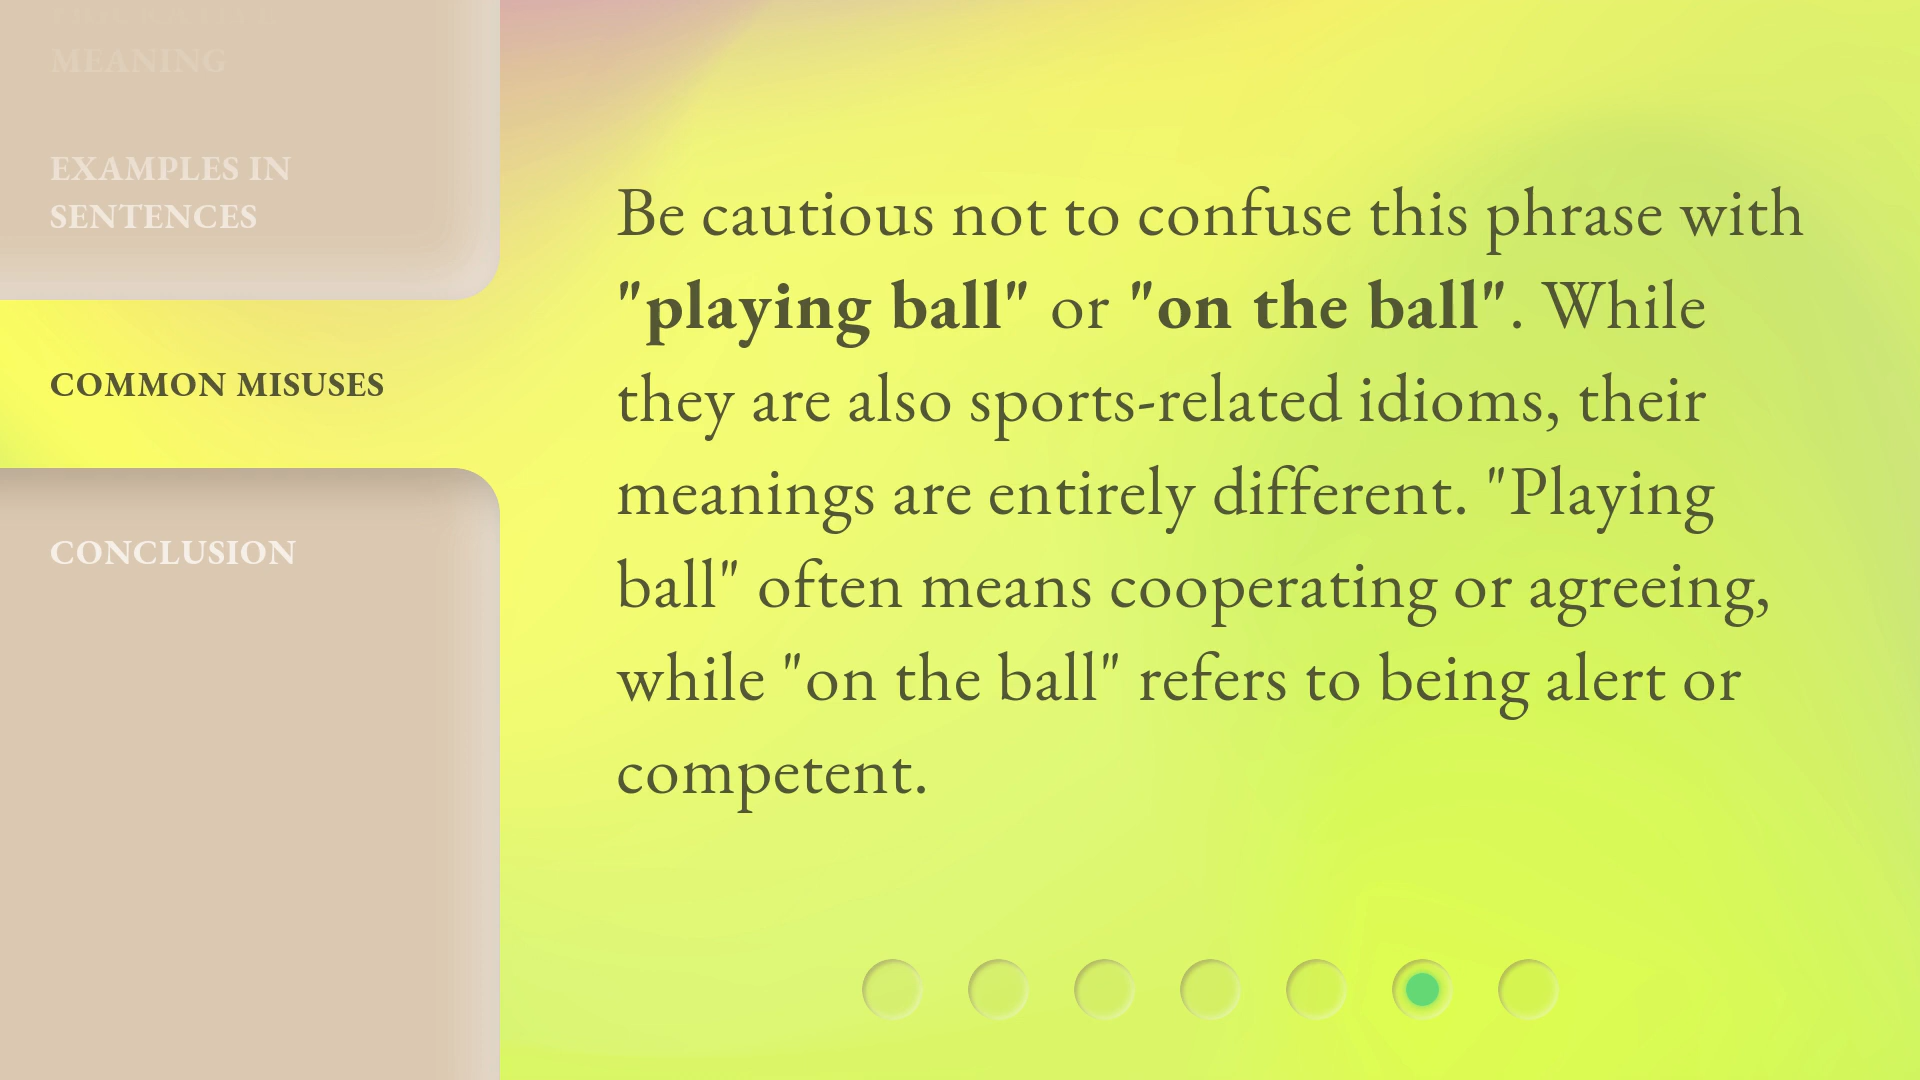 MEANING
EXAMPLES IN
SENTENCES
COMMON MISUSES
CONCLUSION
Be cautious not to confuse this phrase with
"playing ball" or "on the ball". While
they are also sports-related idioms, their
meanings are entirely different. "Playing
ball" often means cooperating or agreeing,
while "on the ball" refers to being alert or
competent.